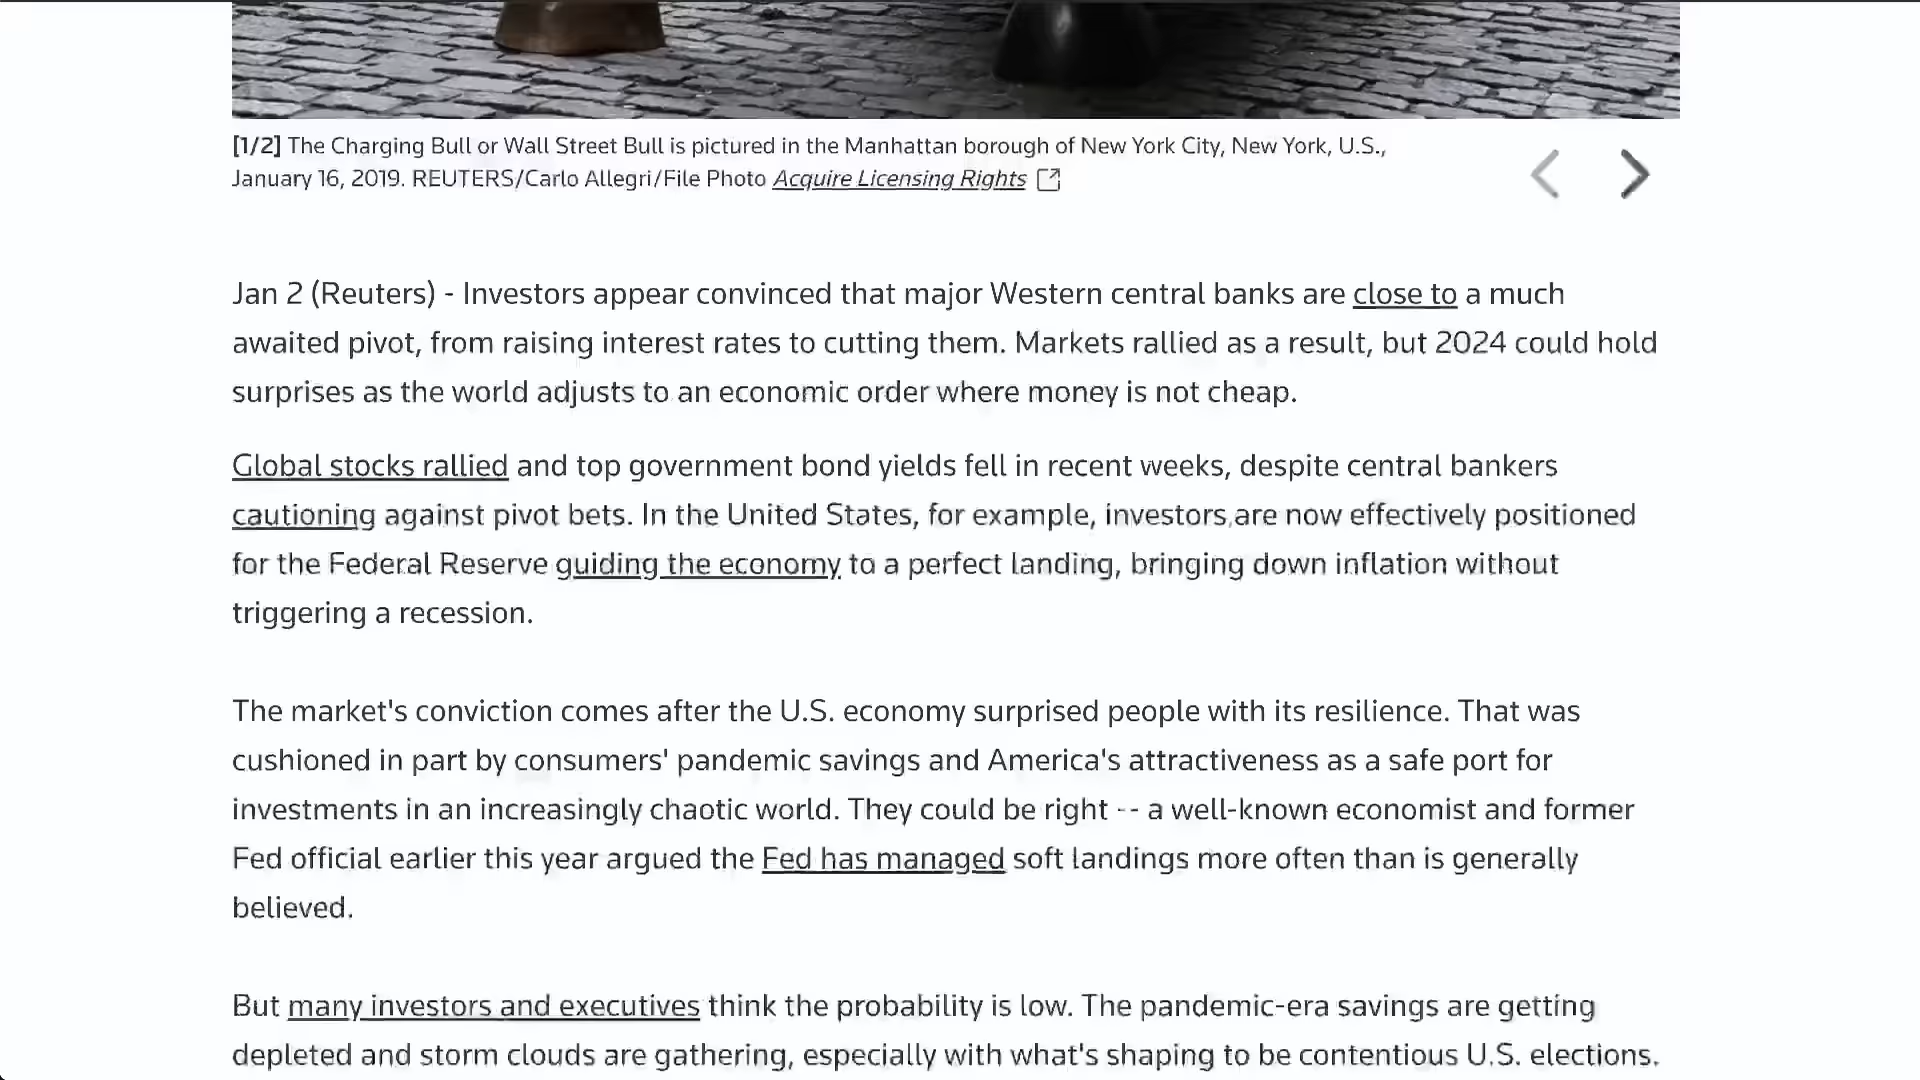 [1/2] The Charging Bull or Wall Street Bull is pictured in the Manhattan borough of New York City, New York, U.S.,
January 16, 2019. REUTERS/Carlo Allegri/File Photo Acquire Licensing Rights
Jan 2 (Reuters) - Investors appear convinced that major Western central banks are close to a much
awaited pivot, from raising interest rates to cutting them. Markets rallied as a result, but 2024 could hold
surprises as the world adjusts to an economic order where money is not cheap.
Global stocks rallied and top government bond yields fell in recent weeks, despite central bankers
cautioning against pivot bets. In the United States, for example, investors are now effectively positioned
for the Federal Reserve guiding the economy to a perfect landing, bringing down inflation without
triggering a recession.
The market's conviction comes after the U.S. economy surprised people with its resilience. That was
cushioned in part by consumers' pandemic savings and America's attractiveness as a safe port for
investments in an increasingly chaotic world. They could be right -- a well-known economist and former
Fed official earlier this year argued the Fed has managed soft landings more often than is generally
believed.
But many investors and executives think the probability is low. The pandemic-era savings are getting
depleted and storm clouds are gathering, especially with what's shaping to be contentious U.S. elections.